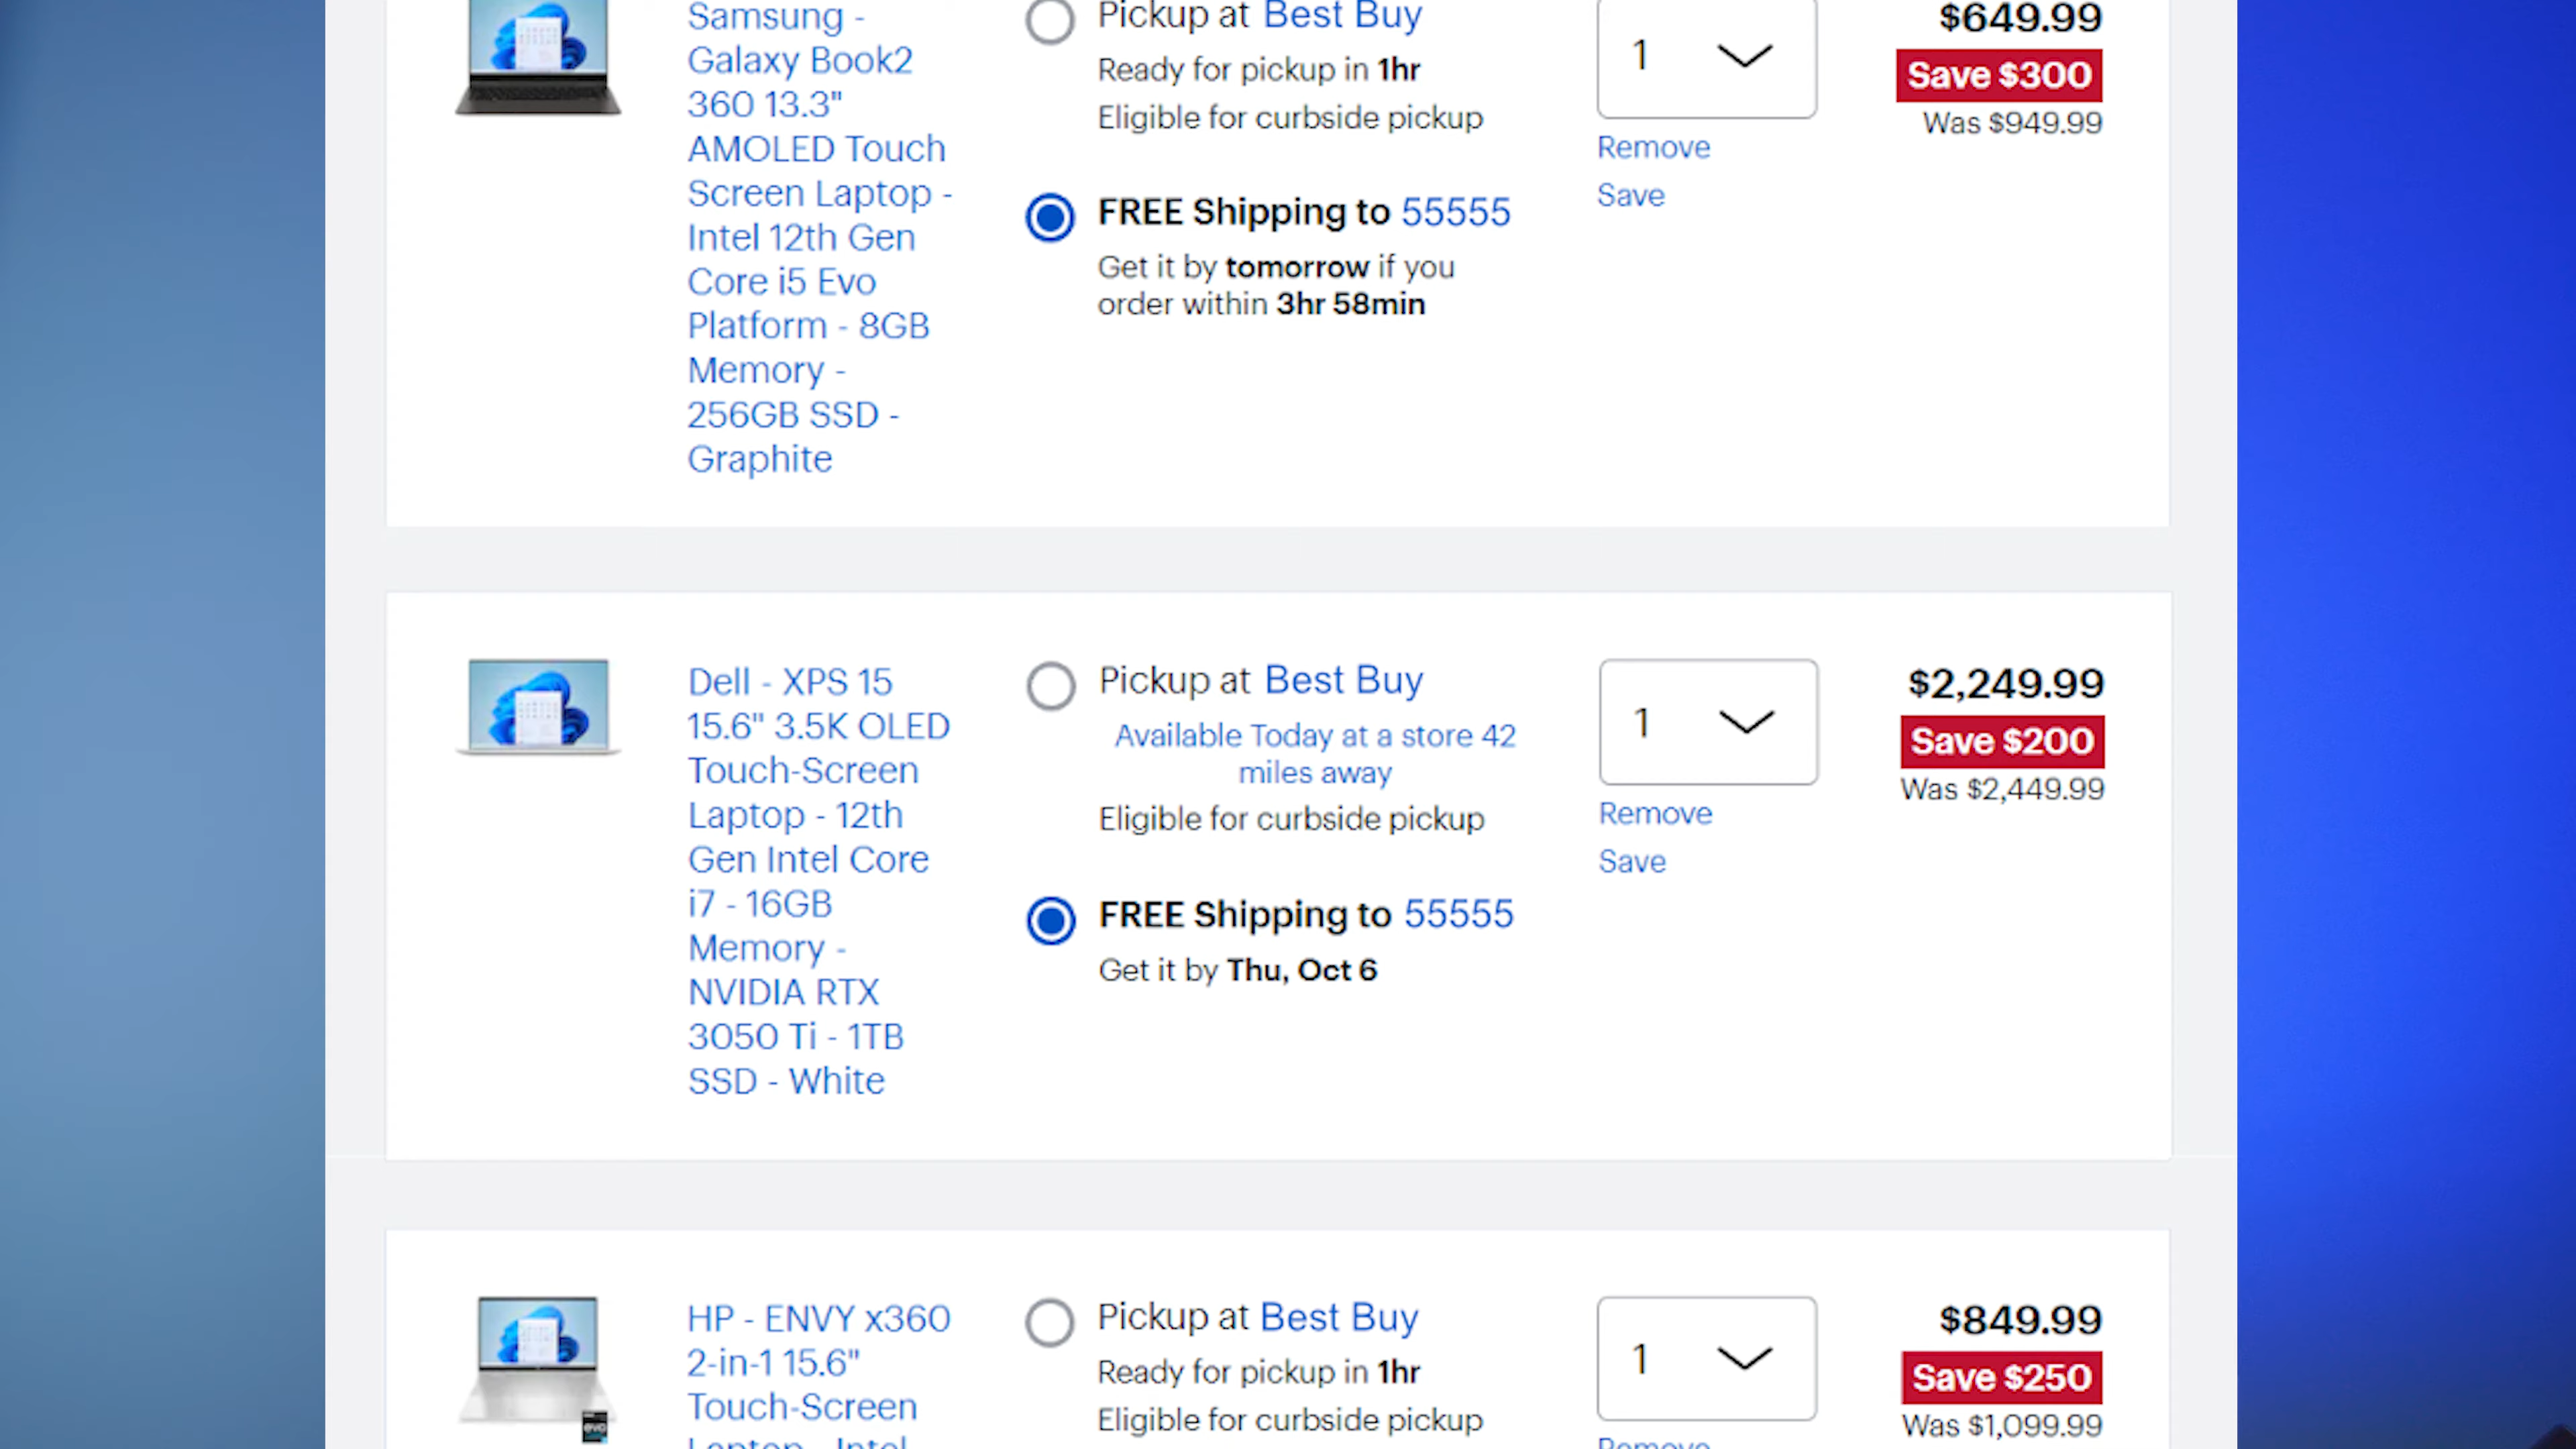 Samsung -
Galaxy Book2
360 13.3"
AMOLED Touch
Screen Laptop -
Intel 12th Gen
Core i5 Evo
Platform - 8GB
Memory -
256GB SSD -
Graphite
Pickup at Best Buy
Ready for pickup in 1hr
Eligible for curbside pickup
FREE Shipping to 55555
Get it by tomorrow if you
order within 3hr 58min
1
Remove
Save
$649.99
Save $300
Was $949.99
Dell - XPS 15
15.6" 3.5K OLED
Touch-Screen
Laptop - 12th
Gen Intel Core
i7 - 16GB
Memory -
NVIDIA RTX
3050 Ti - 1TB
SSD - White
Pickup at Best Buy
Available Today at a store 42
miles away
Eligible for curbside pickup
FREE Shipping to 55555
Get it by Thu, Oct 6
1
Remove
Save
$2,249.99
Save $200
Was $2,449.99
HP - ENVY x360
2-in-1 15.6"
Touch-Screen
Laptop - Intel
Pickup at Best Buy
Ready for pickup in 1hr
Eligible for curbside pickup
1
Remove
$849.99
Save $250
Was $1,099.99